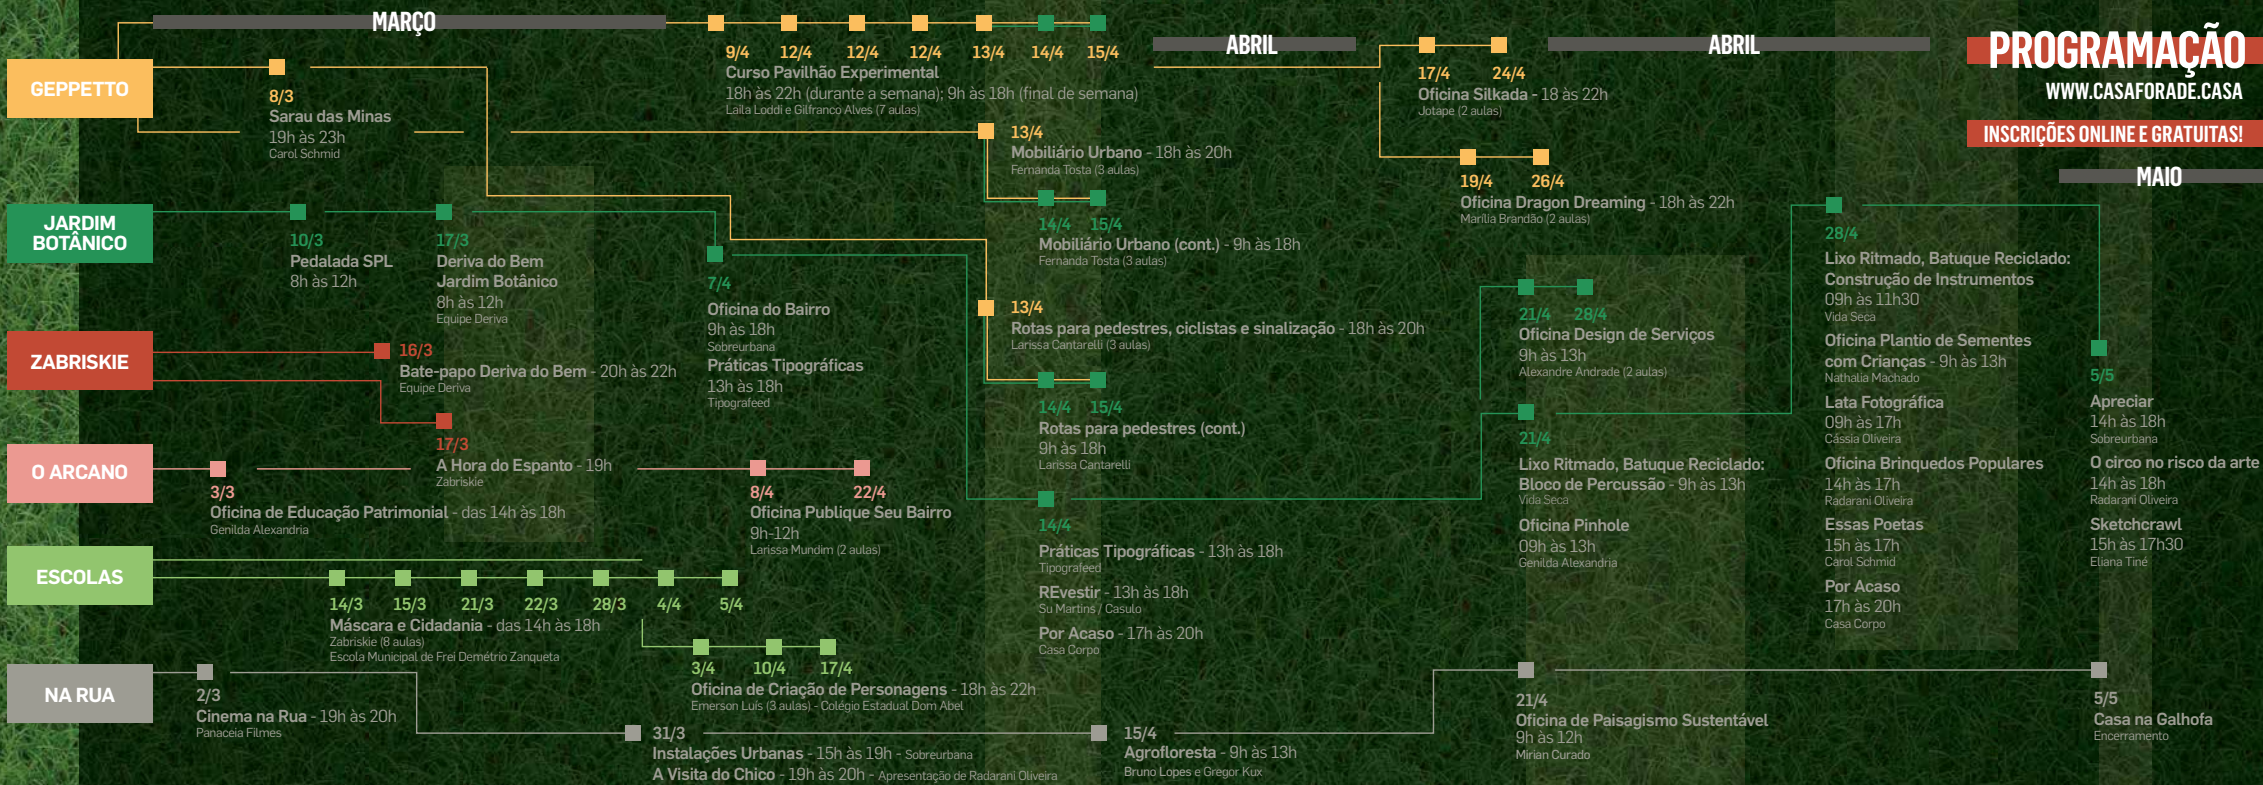 MARÇO
ABRIL
ABRIL
PROGRAMAÇÃO
WWW.CASAFORADE.CASA
INSCRIÇÕES ONLINE E GRATUITAS!
MAIO
GEPPETTO
8/3
Sarau das Minas
19h às 23h
Carol Schmid
9/4 12/4 12/4 12/4 13/4 14/4 15/4
Curso Pavilhão Experimental
18h às 22h (durante a semana); 9h às 18h (final de semana)
Laila Loddi e Gilfranco Alves (7 aulas)
13/4
Mobiliário Urbano - 18h às 20h
Fernanda Tosta (3 aulas)
14/4 15/4
Mobiliário Urbano (cont.) - 9h às 18h
Fernanda Tosta (3 aulas)
13/4
Rotas para pedestres, ciclistas e sinalização - 18h às 20h
Larissa Cantarelli (3 aulas)
14/4 15/4
Rotas para pedestres (cont.)
9h às 18h
Larissa Cantarelli
17/4 24/4
Oficina Silkada - 18 às 22h
Jotape (2 aulas)
19/4 26/4
Oficina Dragon Dreaming - 18h às 22h
Marília Brandão (2 aulas)
JARDIM
BOTÂNICO
10/3
Pedalada SPL
8h às 12h
17/3
Deriva do Bem
Jardim Botânico
8h às 12h
Equipe Deriva
7/4
Oficina do Bairro
9h às 18h
Sobreurbana
Práticas Tipográficas
13h às 18h
Tipografeed
14/4
Práticas Tipográficas - 13h às 18h
Tipografeed
REvestir - 13h às 18h
Su Martins / Casulo
Por Acaso - 17h às 20h
Casa Corpo
21/4 28/4
Oficina Design de Serviços
9h às 13h
Alexandre Andrade (2 aulas)
21/4
Lixo Ritmado, Batuque Reciclado:
Bloco de Percussão - 9h às 13h
Vida Seca
Oficina Pinhole
09h às 13h
Genilda Alexandria
28/4
Lixo Ritmado, Batuque Reciclado:
Construção de Instrumentos
09h às 11h30
Vida Seca
Oficina Plantio de Sementes
com Crianças - 9h às 13h
Nathalia Machado
Lata Fotográfica
09h às 17h
Cássia Oliveira
Oficina Brinquedos Populares
14h às 17h
Radarani Oliveira
Essas Poetas
15h às 17h
Carol Schmid
Por Acaso
17h às 20h
Casa Corpo
5/5
Apreciar
14h às 18h
Sobreurbana
O circo no risco da arte
14h às 18h
Radarani Oliveira
Sketchcrawl
15h às 17h30
Eliana Tiné
ZABRISKIE
16/3
Bate-papo Deriva do Bem - 20h às 22h
Equipe Deriva
17/3
A Hora do Espanto - 19h
Zabriskie
O ARCANO
3/3
Oficina de Educação Patrimonial - das 14h às 18h
Genilda Alexandria
8/4 22/4
Oficina Publique Seu Bairro
9h-12h
Larissa Mundim (2 aulas)
ESCOLAS
14/3 15/3 21/3 22/3 28/3 4/4 5/4
Máscara e Cidadania - das 14h às 18h
Zabriskie (8 aulas)
Escola Municipal de Frei Demétrio Zanqueta
3/4 10/4 17/4
Oficina de Criação de Personagens - 18h às 22h
Emerson Luís (3 aulas) - Colégio Estadual Dom Abel
NA RUA
2/3
Cinema na Rua - 19h às 20h
Panaceia Filmes
31/3
Instalações Urbanas - 15h às 19h - Sobreurbana
A Visita do Chico - 19h às 20h - Apresentação de Radarani Oliveira
15/4
Agrofloresta - 9h às 13h
Bruno Lopes e Gregor Kux
21/4
Oficina de Paisagismo Sustentável
9h às 12h
Mirian Curado
5/5
Casa na Galhofa
Encerramento